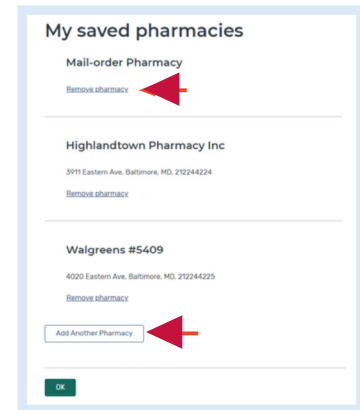 My saved pharmacies
Mail-order Pharmacy
Remove pharmacy
Highlandtown Pharmacy Inc
3911 Eastern Ave, Baltimore, MD, 212244224
Remove pharmacy
Walgreens #5409
4020 Eastern Ave, Baltimore, MD, 212244225
Remove pharmacy
Add Another Pharmacy
OK